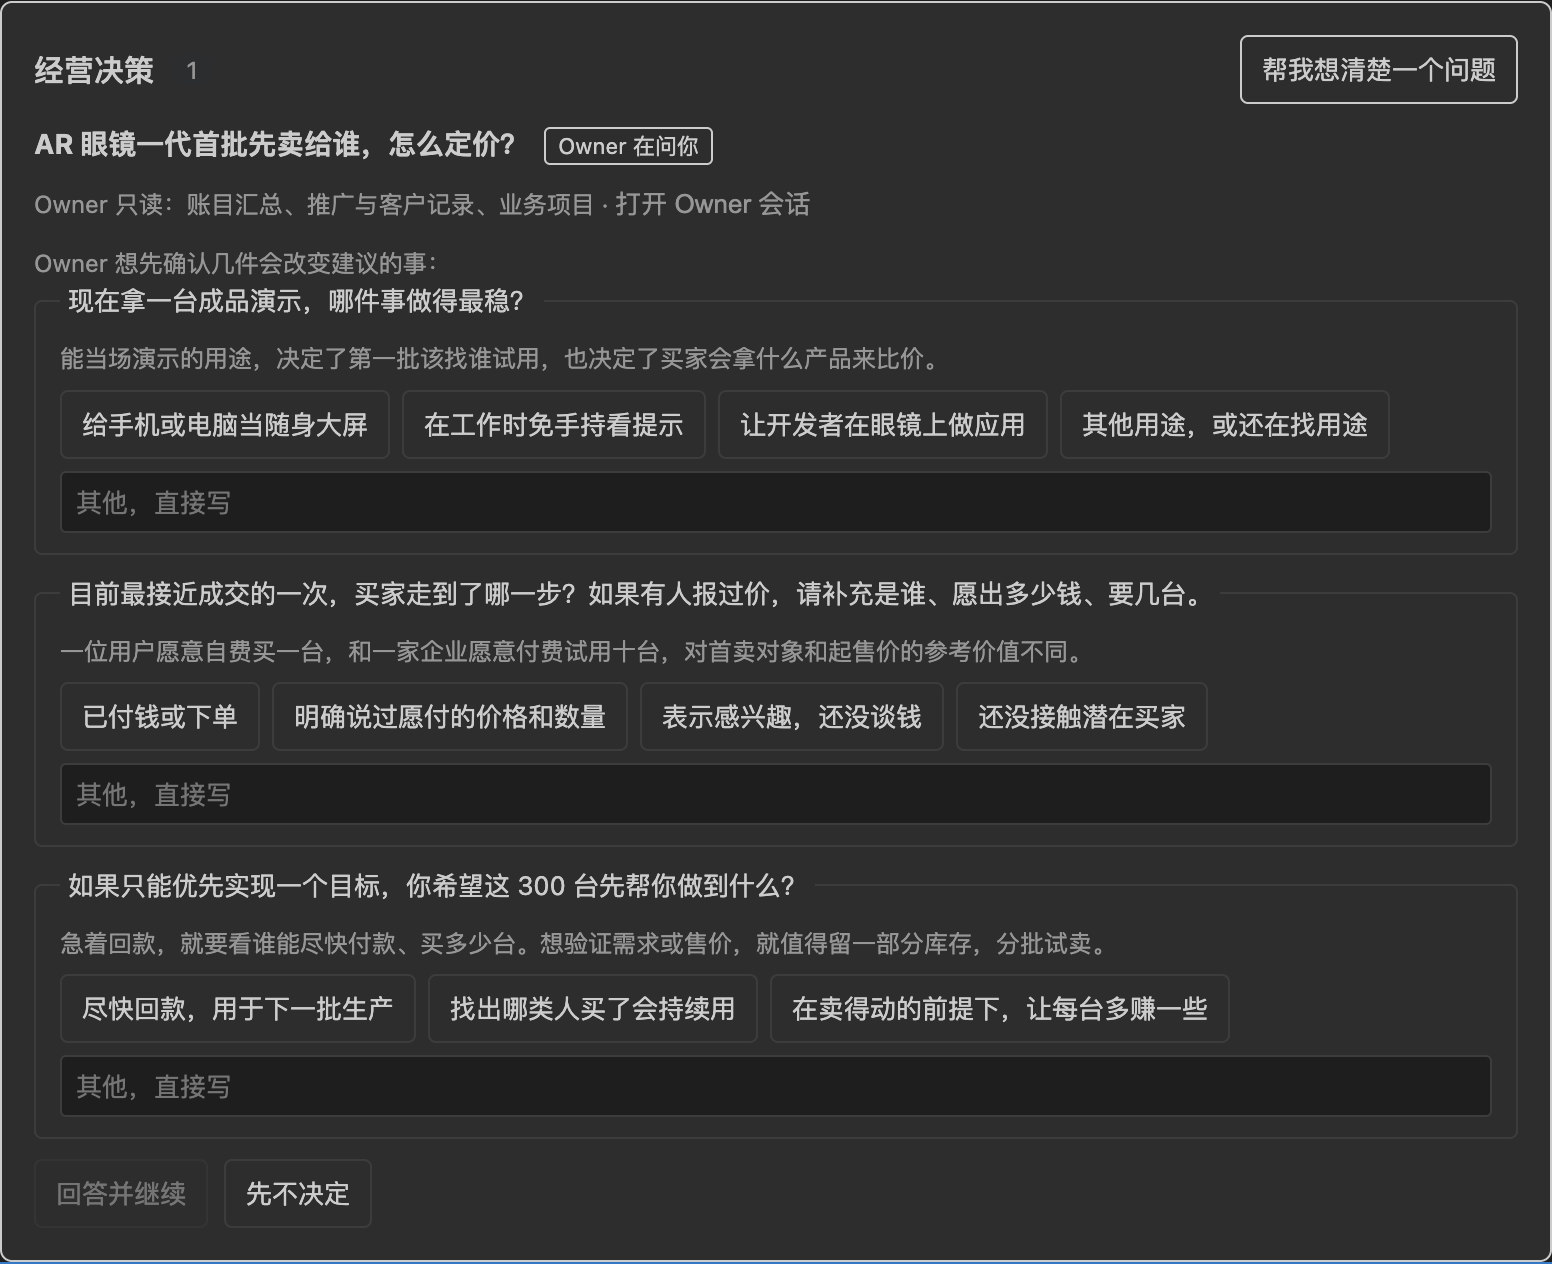 经营决策 1
帮我想清楚一个问题
AR 眼镜一代首批先卖给谁，怎么定价？ Owner 在问你
Owner 只读：账目汇总、推广与客户记录、业务项目 · 打开 Owner 会话
Owner 想先确认几件会改变建议的事：
现在拿一台成品演示，哪件事做得最稳？
能当场演示的用途，决定了第一批该找谁试用，也决定了买家会拿什么产品来比价。
给手机或电脑当随身大屏 在工作时免手持看提示 让开发者在眼镜上做应用 其他用途，或还在找用途
其他，直接写
目前最接近成交的一次，买家走到了哪一步？如果有人报过价，请补充是谁、愿出多少钱、要几台。
一位用户愿意自费买一台，和一家企业愿意付费试用十台，对首卖对象和起售价的参考价值不同。
已付钱或下单 明确说过愿付的价格和数量 表示感兴趣，还没谈钱 还没接触潜在买家
其他，直接写
如果只能优先实现一个目标，你希望这 300 台先帮你做到什么？
急着回款，就要看谁能尽快付款、买多少台。想验证需求或售价，就值得留一部分库存，分批试卖。
尽快回款，用于下一批生产 找出哪类人买了会持续用 在卖得动的前提下，让每台多赚一些
其他，直接写
回答并继续 先不决定